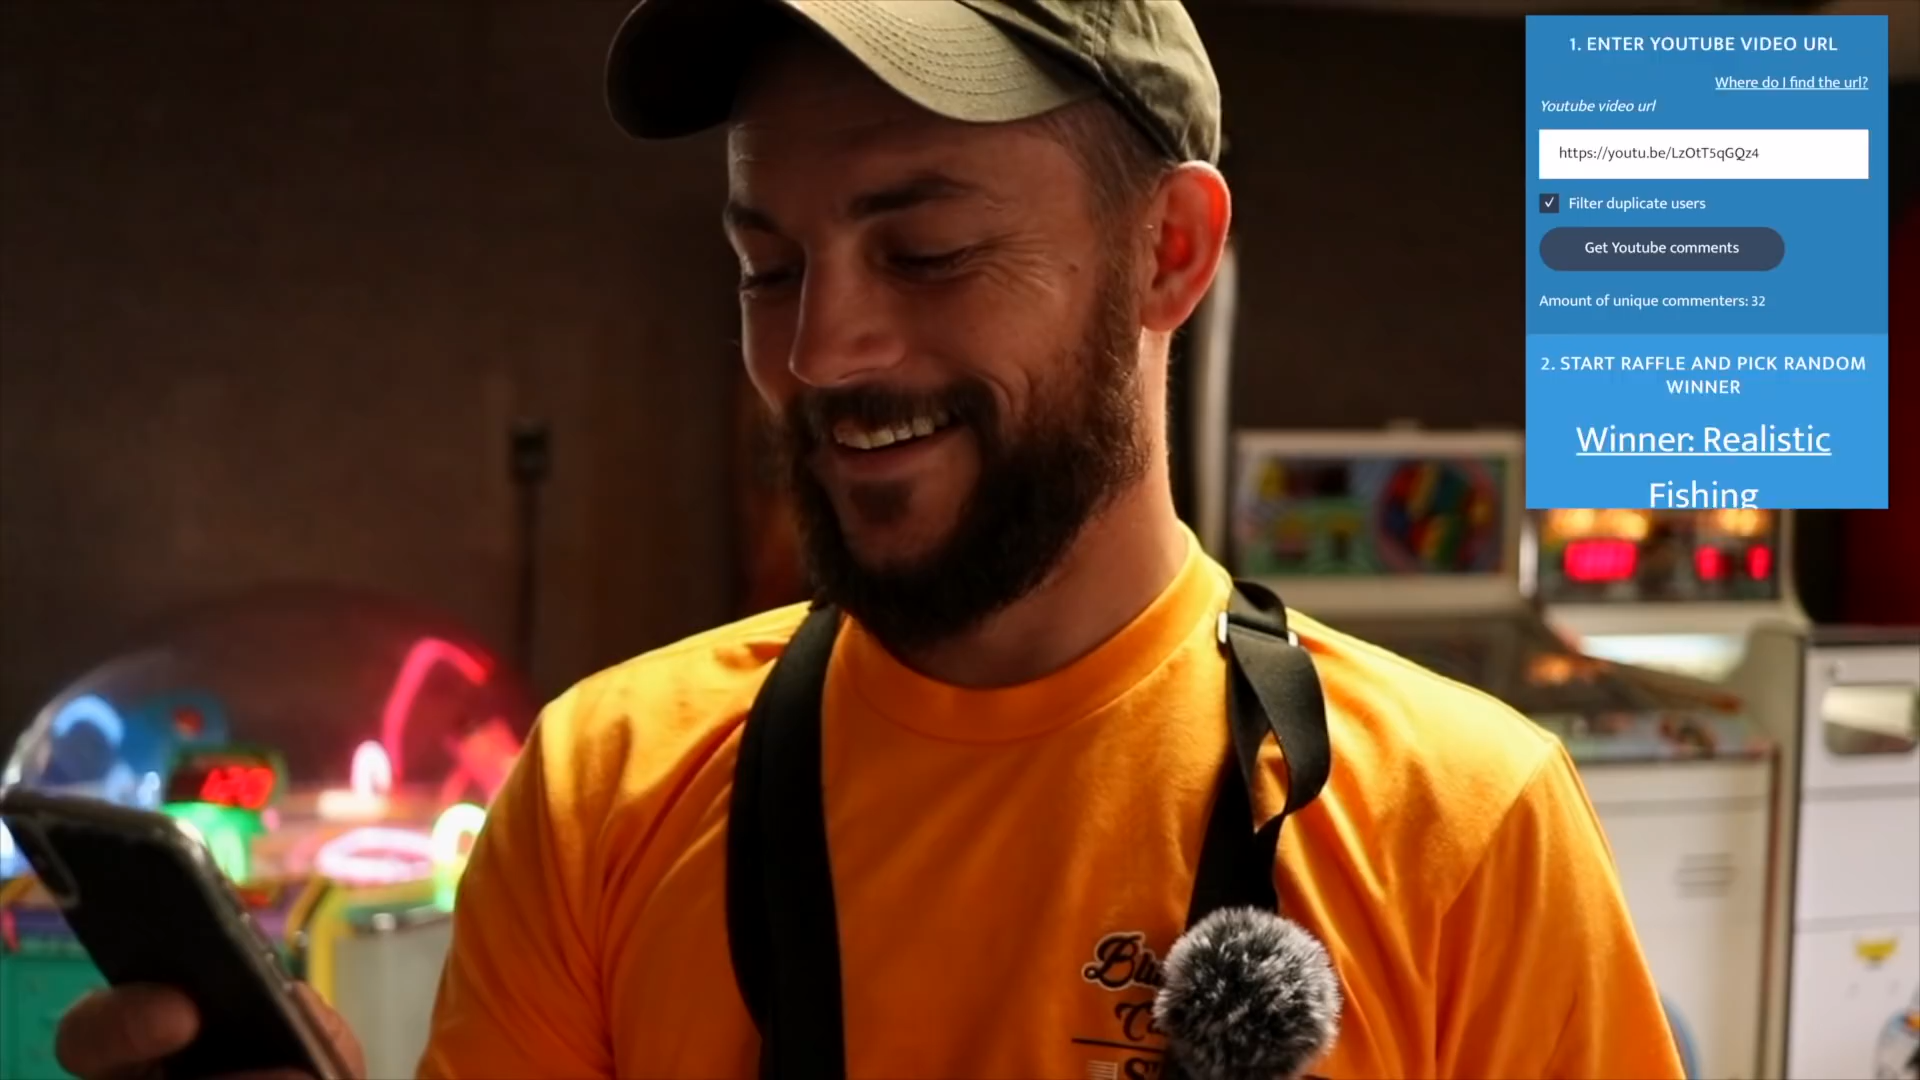 1. ENTER YOUTUBE VIDEO URL
Where do I find the url?
Youtube video url
https://youtu.be/LzOtT5qGQz4
Filter duplicate users
Get Youtube comments
Amount of unique commenters: 32
2. START RAFFLE AND PICK RANDOM
WINNER
Winner: Realistic
Fishing